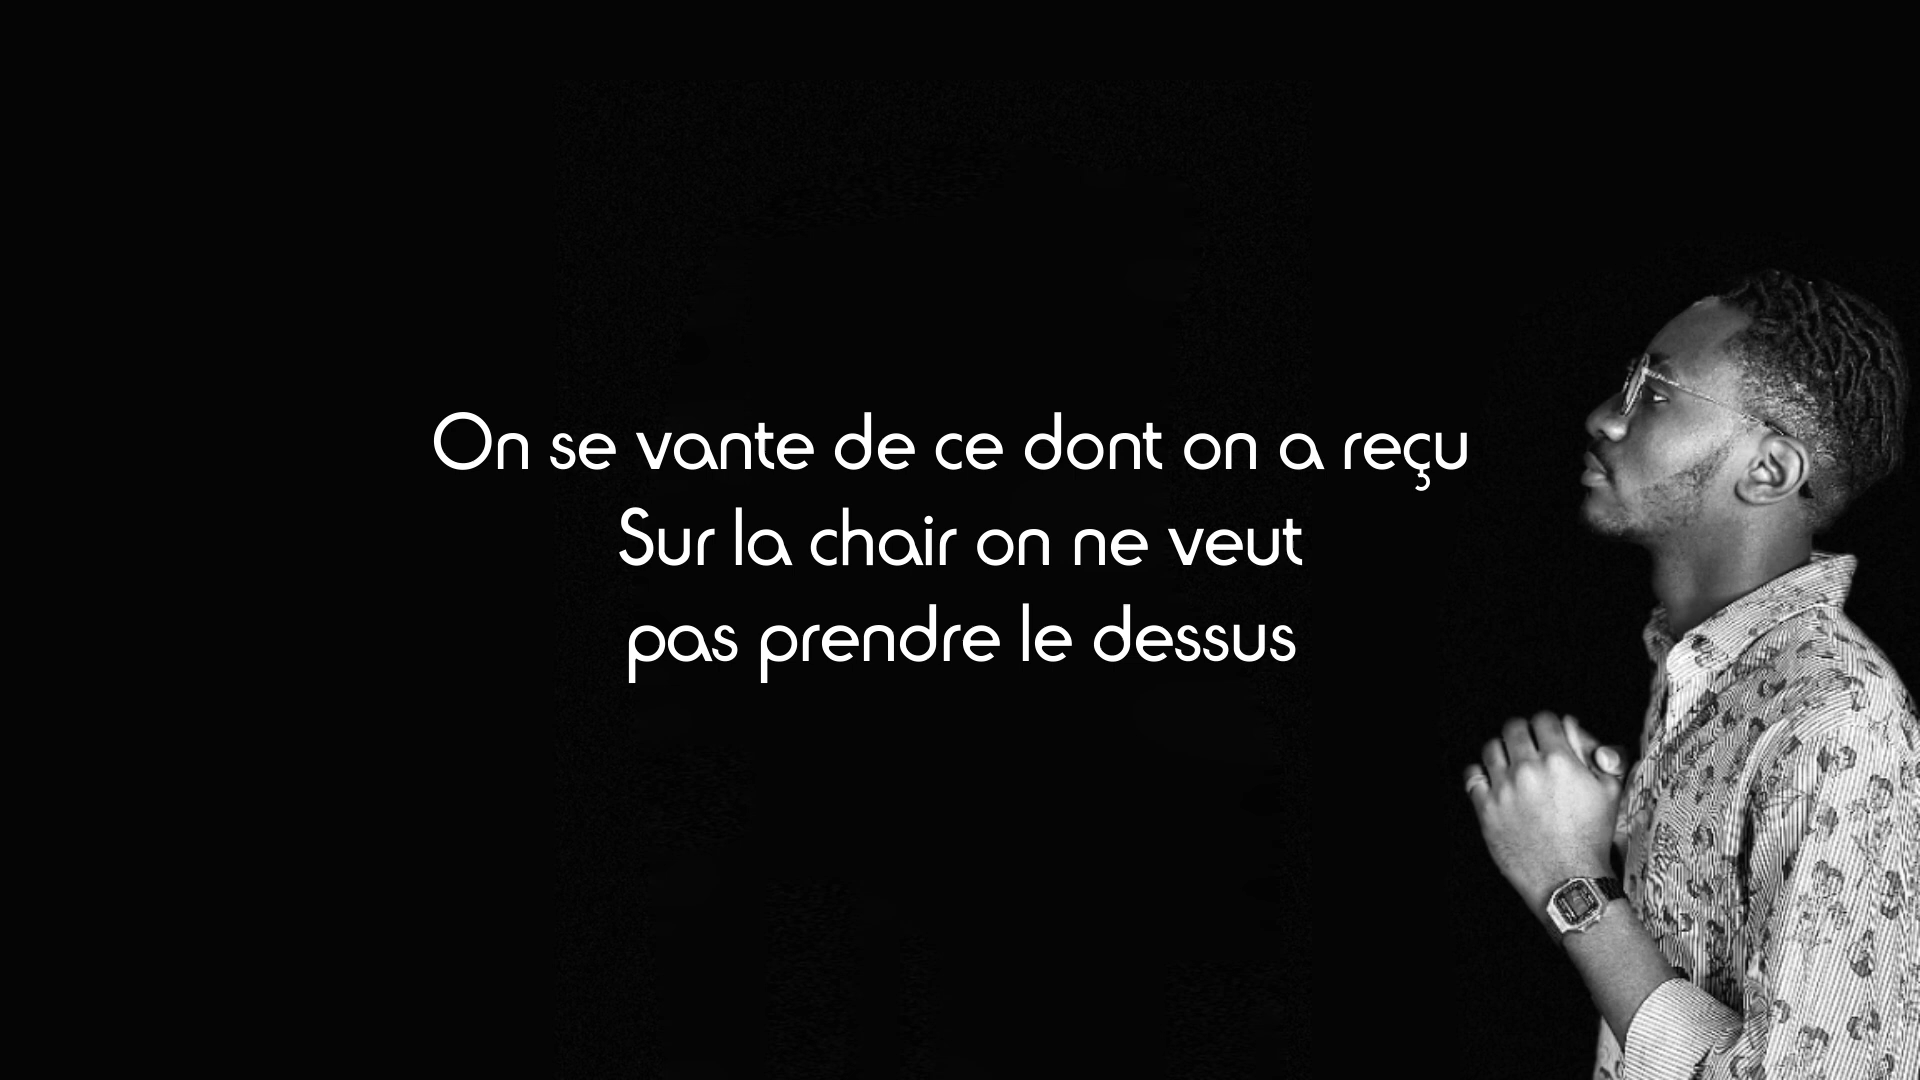 On se vante de ce dont on a reçu
Sur la chair on ne veut
pas prendre le dessus